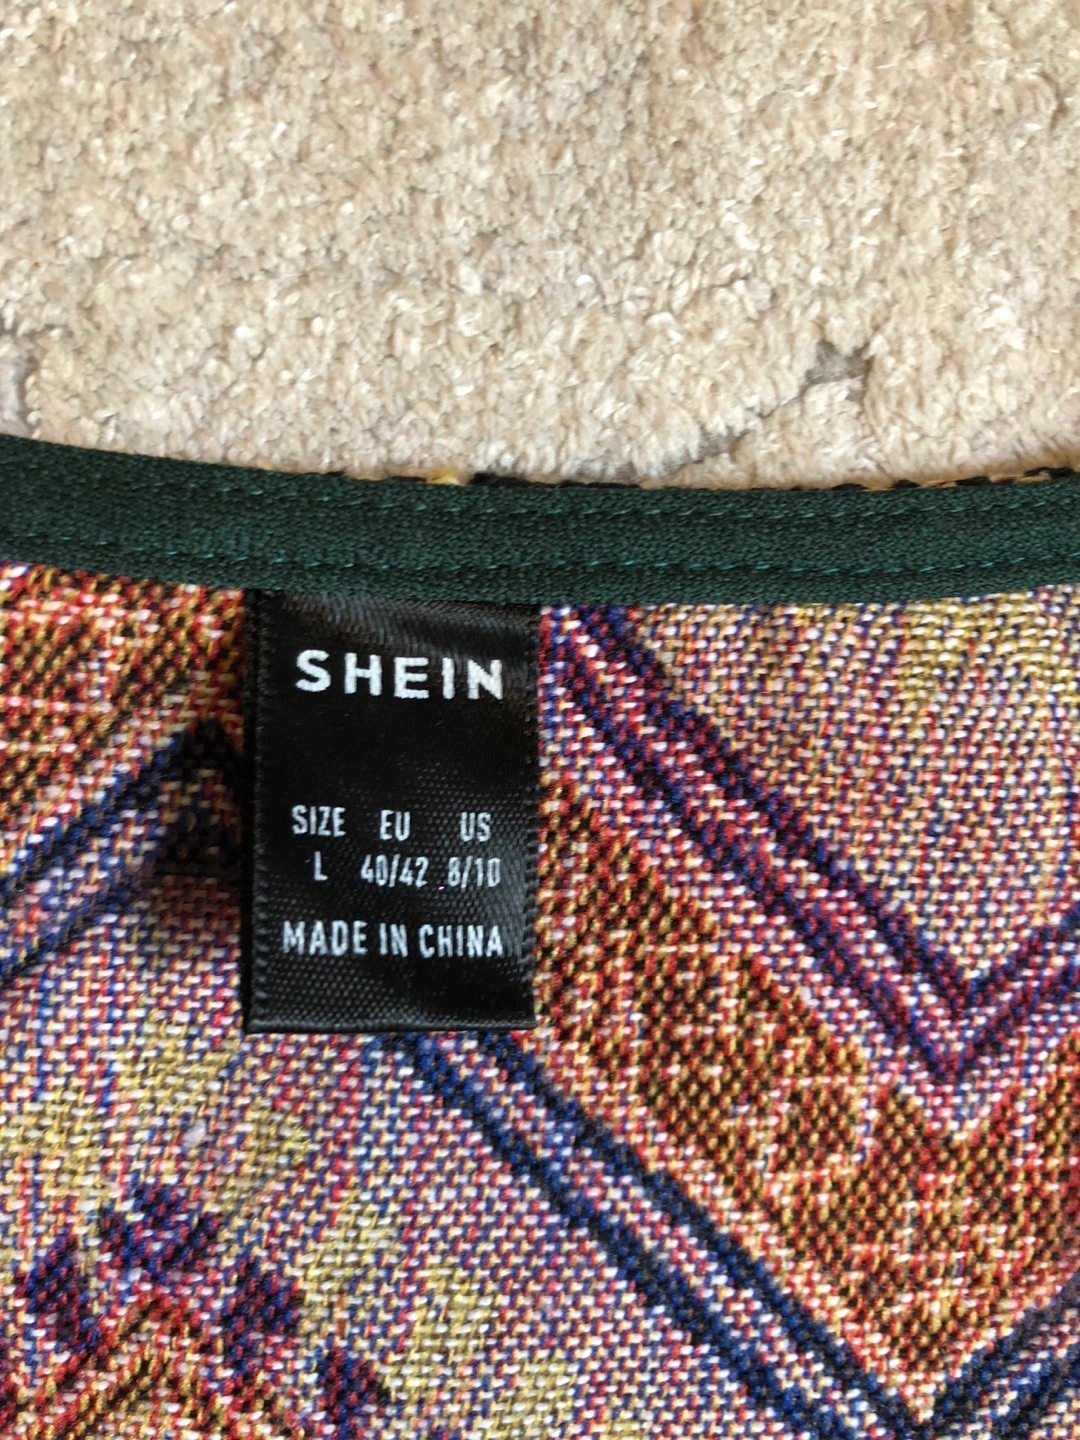 SHEIN
SIZE EU US
L 40/42 8/10
MADE IN CHINA